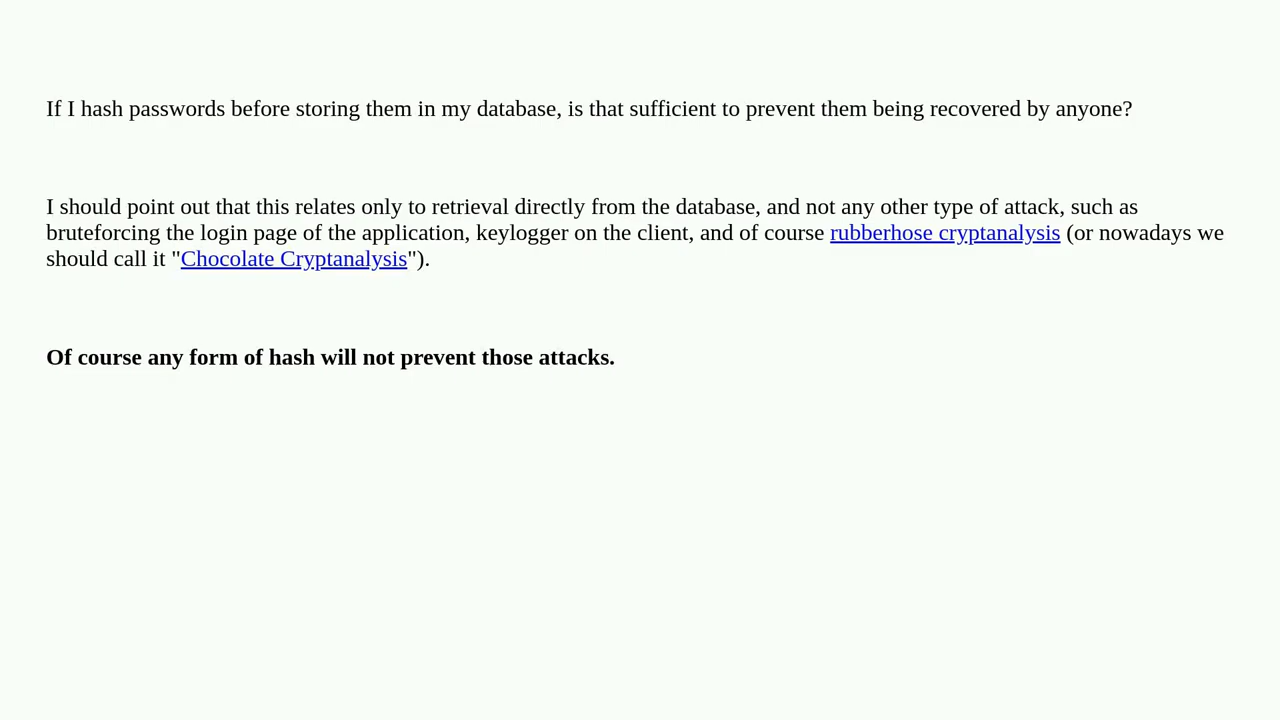 If I hash passwords before storing them in my database, is that sufficient to prevent them being recovered by anyone?
I should point out that this relates only to retrieval directly from the database, and not any other type of attack, such as
bruteforcing the login page of the application, keylogger on the client, and of course rubberhose cryptanalysis (or nowadays we
should call it "Chocolate Cryptanalysis").
Of course any form of hash will not prevent those attacks.